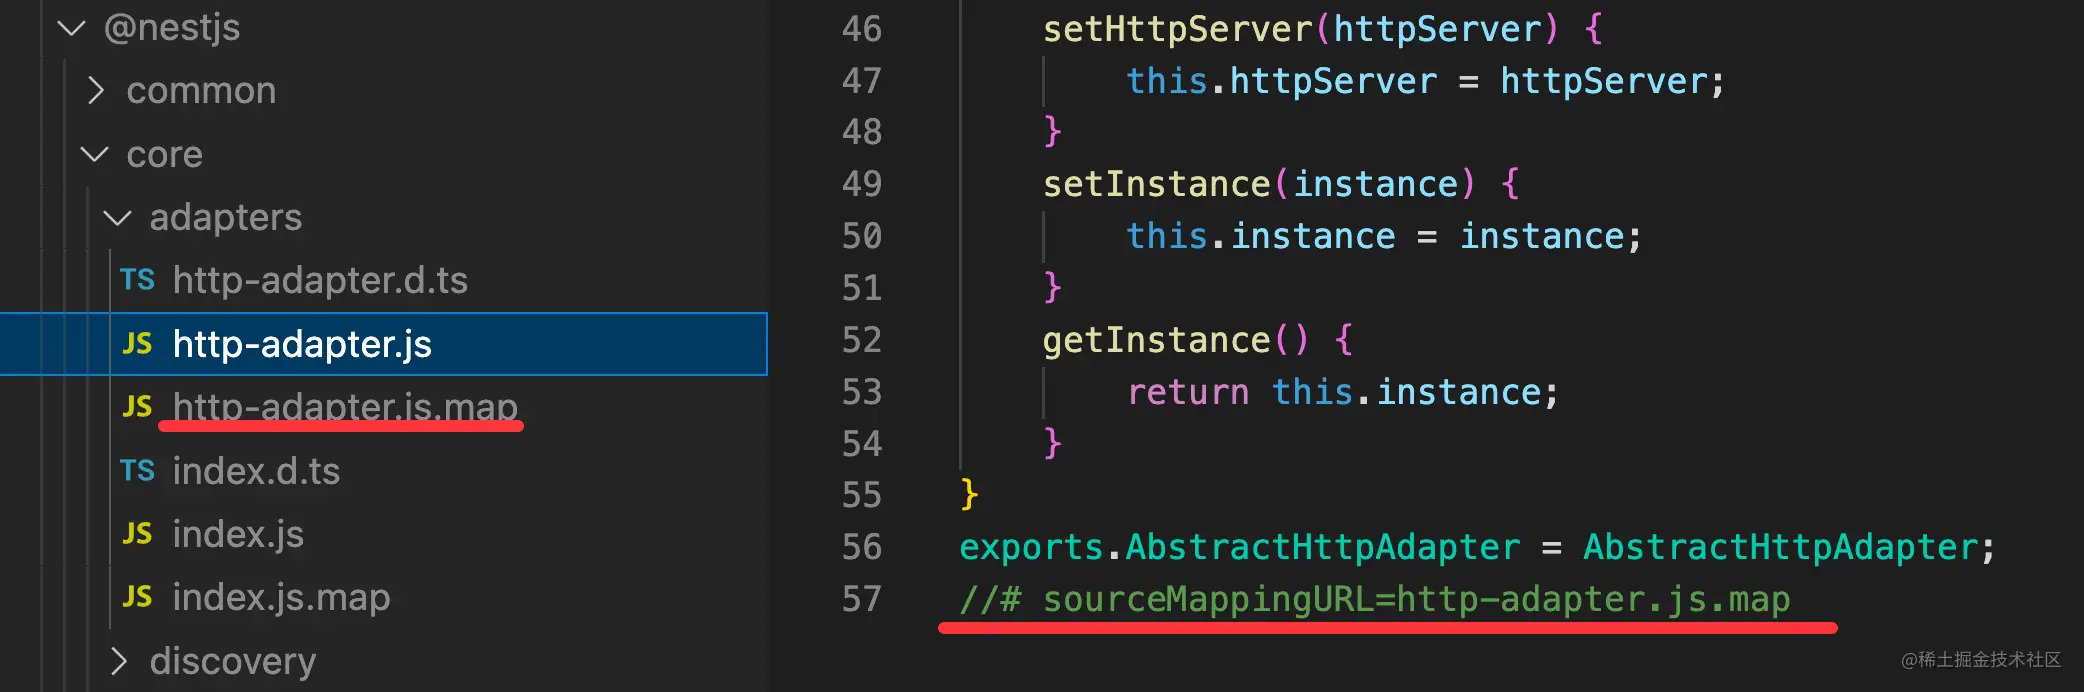 @nestjs
common
core
adapters
TS http-adapter.d.ts
JS http-adapter.js
JS http-adapter.js.map
TS index.d.ts
JS index.js
JS index.js.map
discovery
46 setHttpServer(httpServer) {
47 this.httpServer = httpServer;
48 }
49 setInstance(instance) {
50 this.instance = instance;
51 }
52 getInstance() {
53 return this.instance;
54 }
55 }
56 exports.AbstractHttpAdapter = AbstractHttpAdapter;
57 //# sourceMappingURL=http-adapter.js.map
@稀土掘金技术社区